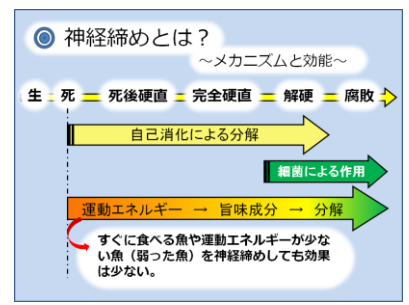 神経締めとは？
～メカニズムと効能～
生 死 死後硬直 完全硬直 解硬 腐敗
自己消化による分解
細菌による作用
運動エネルギー → 旨味成分 → 分解
すぐに食べる魚や運動エネルギーが少な
い魚（弱った魚）を神経締めしても効果
は少ない。